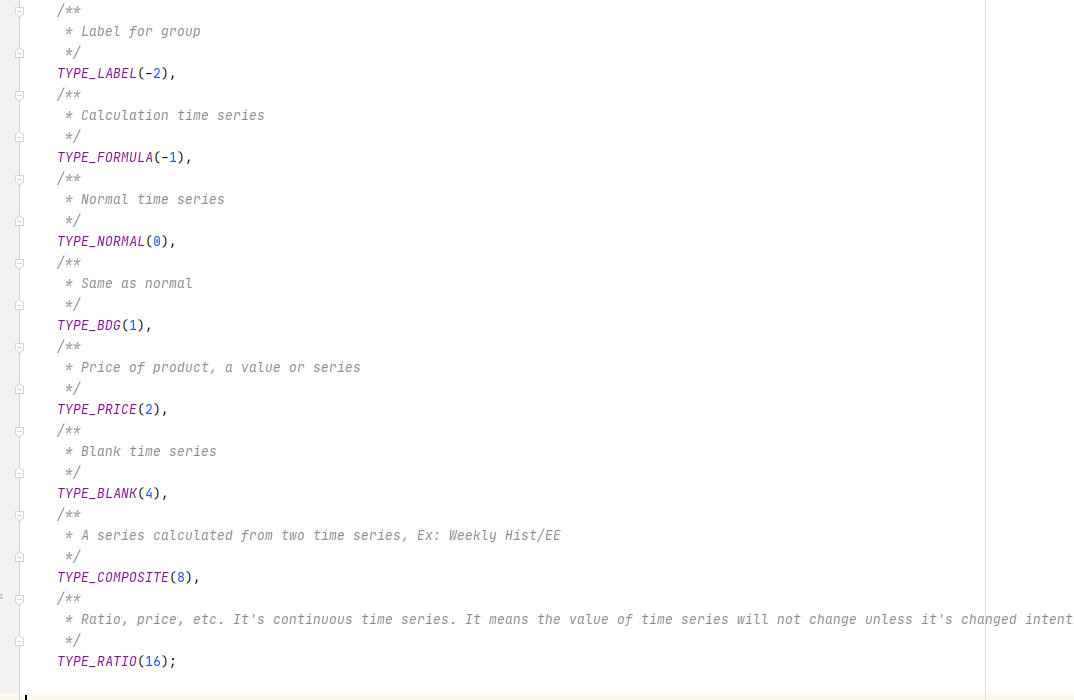 /**
* Label for group
*/
TYPE_LABEL(-2),
/**
* Calculation time series
*/
TYPE_FORMULA(-1),
/**
* Normal time series
*/
TYPE_NORMAL(0),
/**
* Same as normal
*/
TYPE_BDG(1),
/**
* Price of product, a value or series
*/
TYPE_PRICE(2),
/**
* Blank time series
*/
TYPE_BLANK(4),
/**
* A series calculated from two time series, Ex: Weekly Hist/EE
*/
TYPE_COMPOSITE(8),
/**
* Ratio, price, etc. It's continuous time series. It means the value of time series will not change unless it's changed intent
*/
TYPE_RATIO(16);